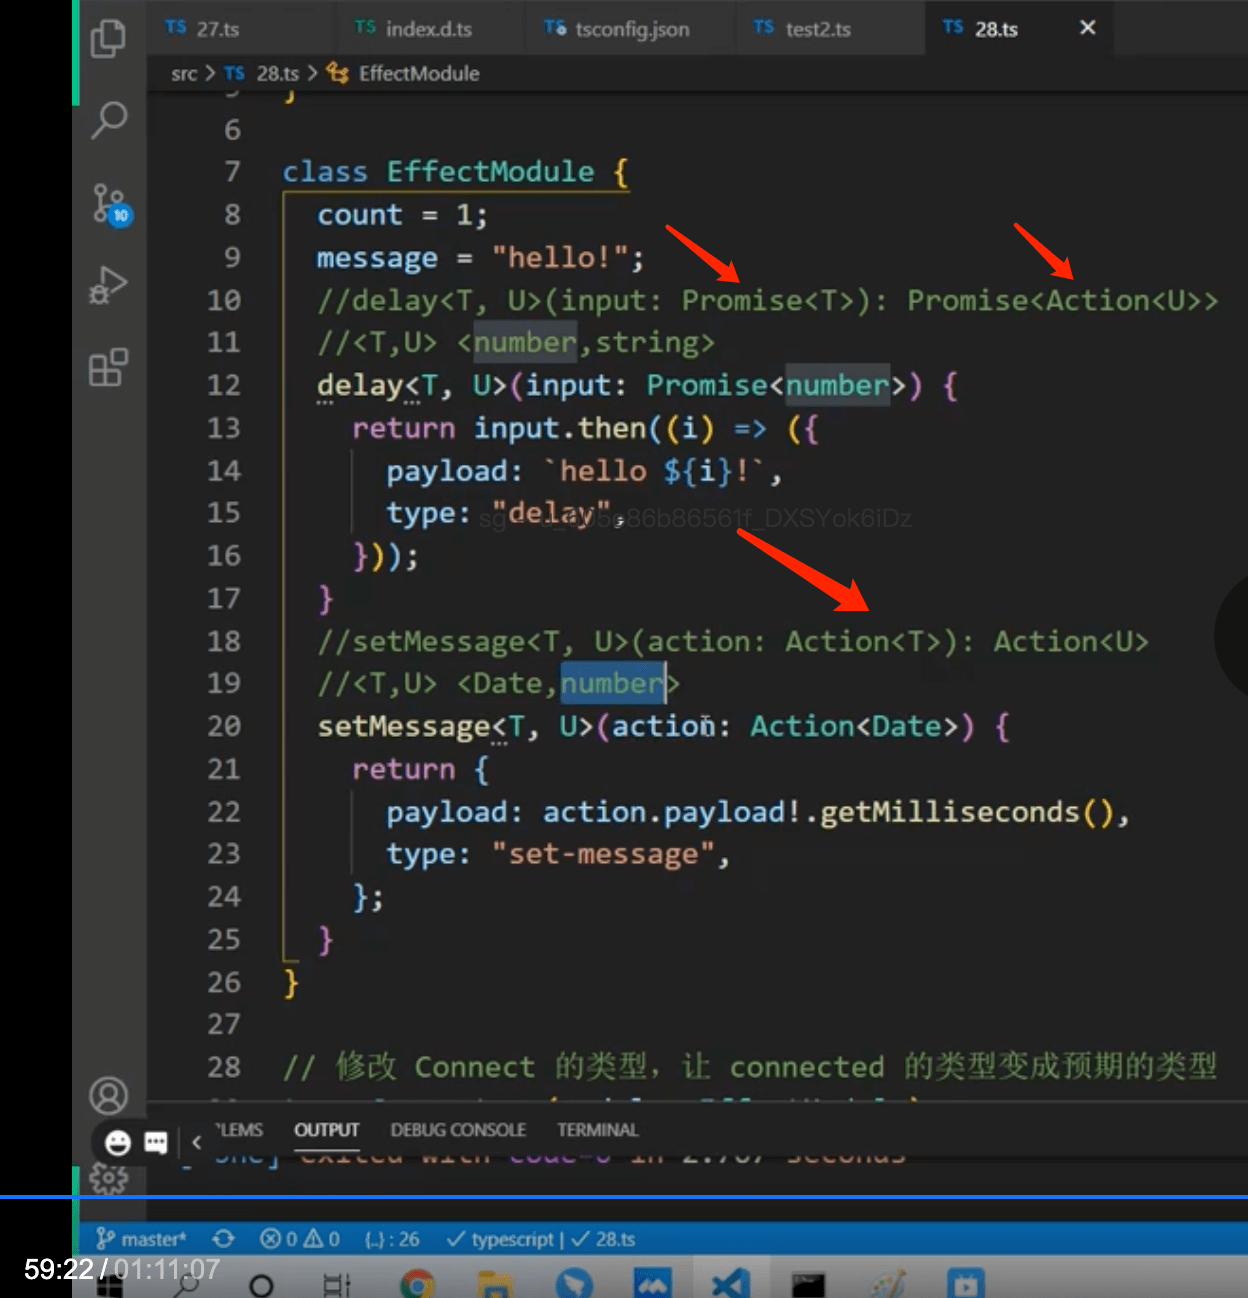 TS 27.ts TS index.d.ts TS tsconfig.json TS test2.ts TS 28.ts ×
src > TS 28.ts > EffectModule
6
7 class EffectModule {
8 count = 1;
9 message = "hello!";
10 //delay<T, U>(input: Promise<T>): Promise<Action<U>>
11 //<T,U> <number,string>
12 delay<T, U>(input: Promise<number>) {
13 return input.then((i) => ({
14 payload: `hello ${i}!`,
15 type: "delay",
16 }));
17 }
18 //setMessage<T, U>(action: Action<T>): Action<U>
19 //<T,U> <Date,number>
20 setMessage<T, U>(action: Action<Date>) {
21 return {
22 payload: action.payload!.getMilliseconds(),
23 type: "set-message",
24 };
25 }
26 }
27
28 // 修改 Connect 的类型，让 connected 的类型变成预期的类型
10
LEMS OUTPUT DEBUG CONSOLE TERMINAL
exited with code=0 in seconds
master* 0 0 {..} : 26 ✓ typescript | ✓ 28.ts
59:22 / 01:11:07